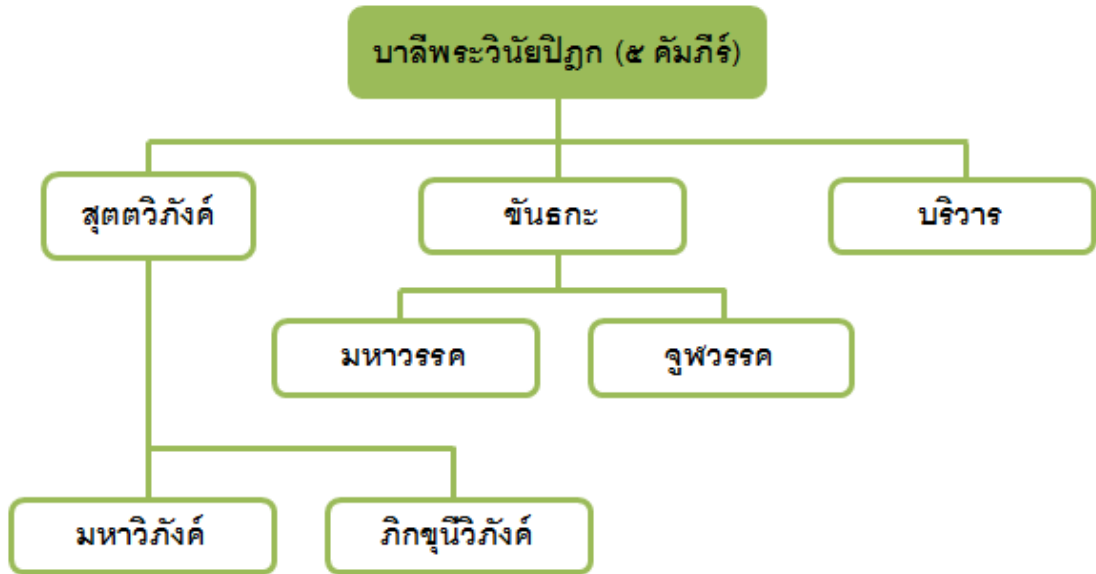 บาลีพระวินัยปิฎก (๕ คัมภีร์)
สุตตวิภังค์
ขันธกะ
บริวาร
มหาวรรค
จูฬวรรค
มหาวิภังค์
ภิกขุนีวิภังค์